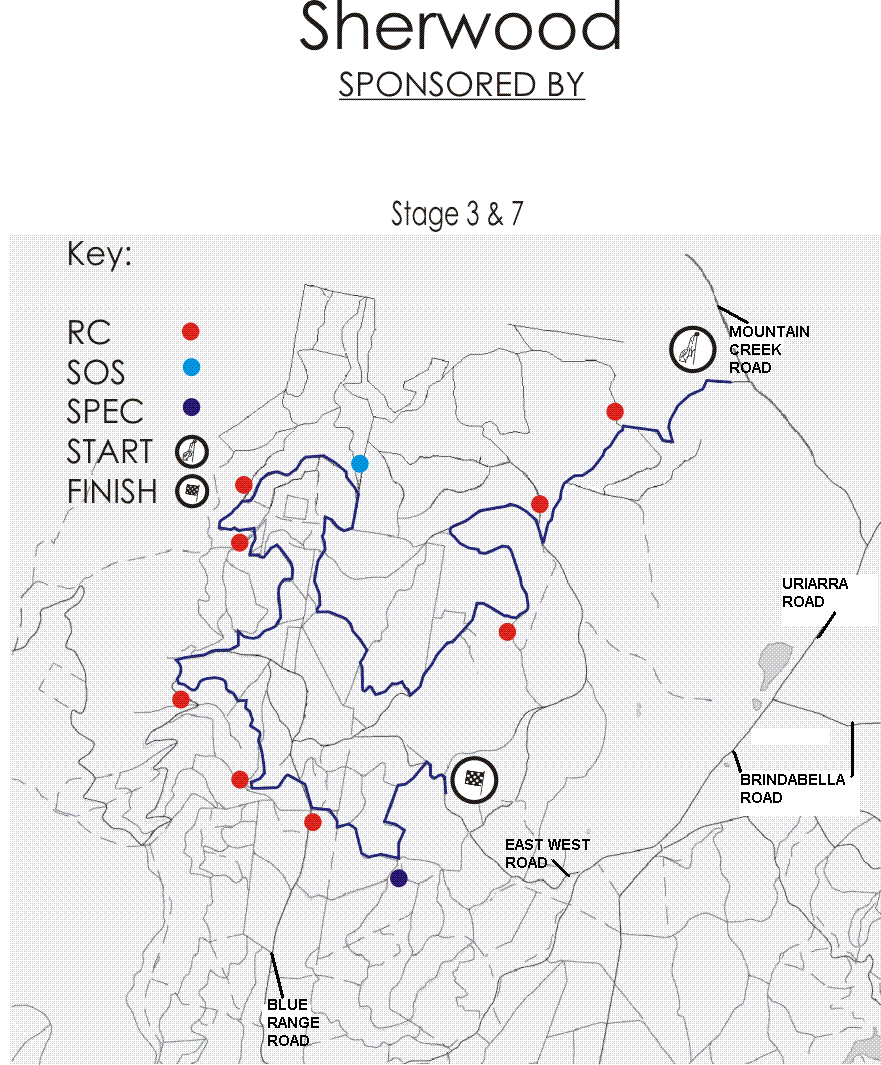 Sherwood
SPONSORED BY
Stage 3 & 7
Key:
RC
SOS
SPEC
START
FINISH
MOUNTAIN
CREEK
ROAD
URIARRA
ROAD
BRINDABELLA
ROAD
EAST WEST
ROAD
BLUE
RANGE
ROAD